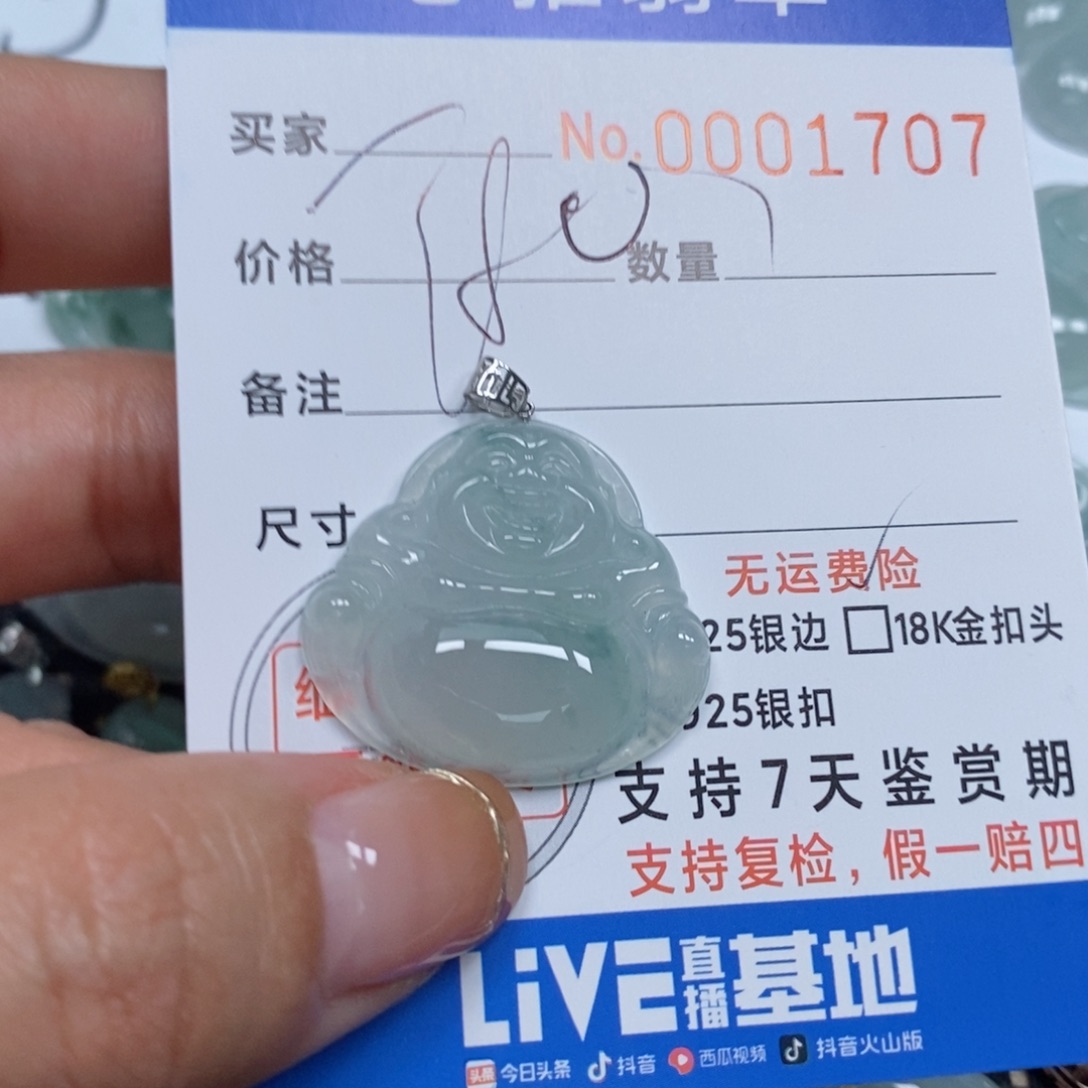 买家 No.0001707
价格 数量
备注
尺寸
无运费险
25银边 □18K金扣头
925银扣
支持7天鉴赏期
支持复检，假一赔四
LiVE直播基地
头条 今日头条 抖音 西瓜视频 抖音火山版